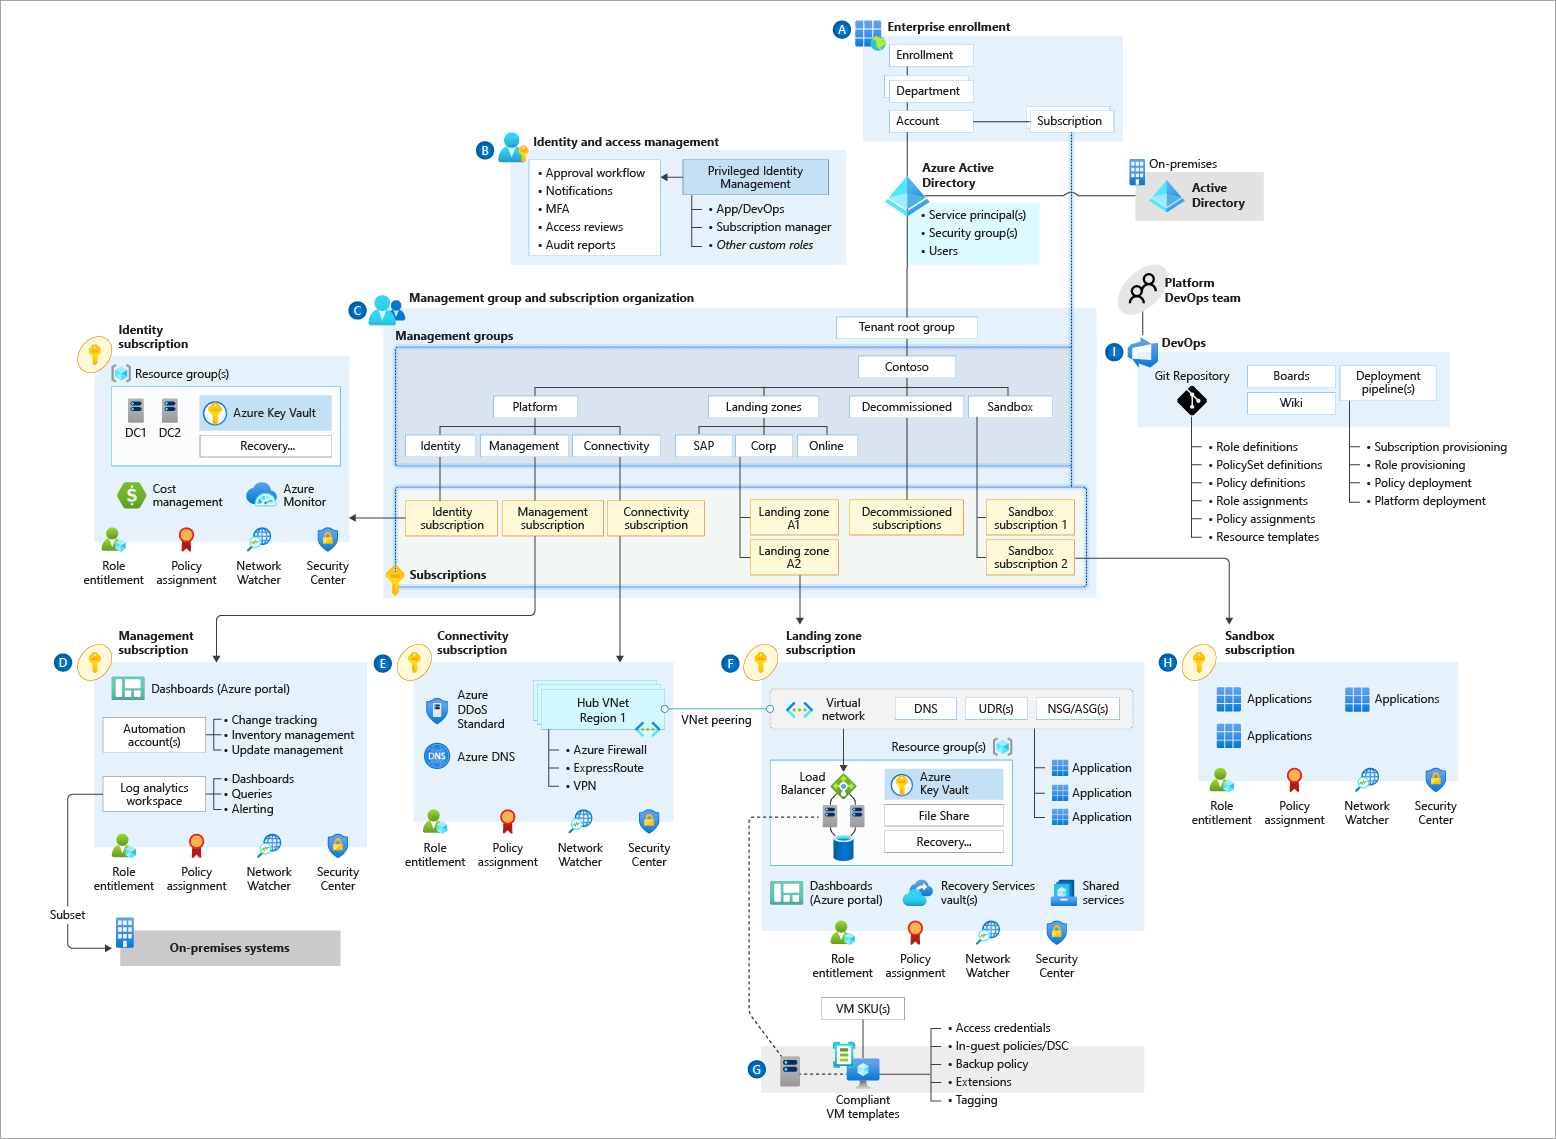 A
Enterprise enrollment
Enrollment
Department
Account
Subscription
B
Identity and access management
• Approval workflow
• Notifications
• MFA
• Access reviews
• Audit reports
Privileged Identity
Management
• App/DevOps
• Subscription manager
• Other custom roles
Azure Active
Directory
• Service principal(s)
• Security group(s)
• Users
On-premises
Active
Directory
Platform
DevOps team
I
DevOps
Git Repository
Boards
Wiki
Deployment
pipeline(s)
• Role definitions
• PolicySet definitions
• Policy definitions
• Role assignments
• Policy assignments
• Resource templates
• Subscription provisioning
• Role provisioning
• Policy deployment
• Platform deployment
C
Management group and subscription organization
Management groups
Tenant root group
Contoso
Platform
Landing zones
Decommissioned
Sandbox
Identity
Management
Connectivity
SAP
Corp
Online
Identity
subscription
Management
subscription
Connectivity
subscription
Landing zone
A1
Landing zone
A2
Decommissioned
subscriptions
Sandbox
subscription 1
Sandbox
subscription 2
Subscriptions
Identity
subscription
Resource group(s)
DC1
DC2
Azure Key Vault
Recovery...
Cost
management
Azure
Monitor
Role
entitlement
Policy
assignment
Network
Watcher
Security
Center
D
Management
subscription
Dashboards (Azure portal)
Automation
account(s)
• Change tracking
• Inventory management
• Update management
Log analytics
workspace
• Dashboards
• Queries
• Alerting
Role
entitlement
Policy
assignment
Network
Watcher
Security
Center
Subset
On-premises systems
E
Connectivity
subscription
Azure
DDoS
Standard
Azure DNS
DNS
Hub VNet
Region 1
• Azure Firewall
• ExpressRoute
• VPN
Role
entitlement
Policy
assignment
Network
Watcher
Security
Center
VNet peering
F
Landing zone
subscription
Virtual
network
DNS
UDR(s)
NSG/ASG(s)
Resource group(s)
Load
Balancer
Azure
Key Vault
File Share
Recovery...
Application
Application
Application
Dashboards
(Azure portal)
Recovery Services
vault(s)
Shared
services
Role
entitlement
Policy
assignment
Network
Watcher
Security
Center
H
Sandbox
subscription
Applications
Applications
Applications
Role
entitlement
Policy
assignment
Network
Watcher
Security
Center
G
VM SKU(s)
Compliant
VM templates
• Access credentials
• In-guest policies/DSC
• Backup policy
• Extensions
• Tagging